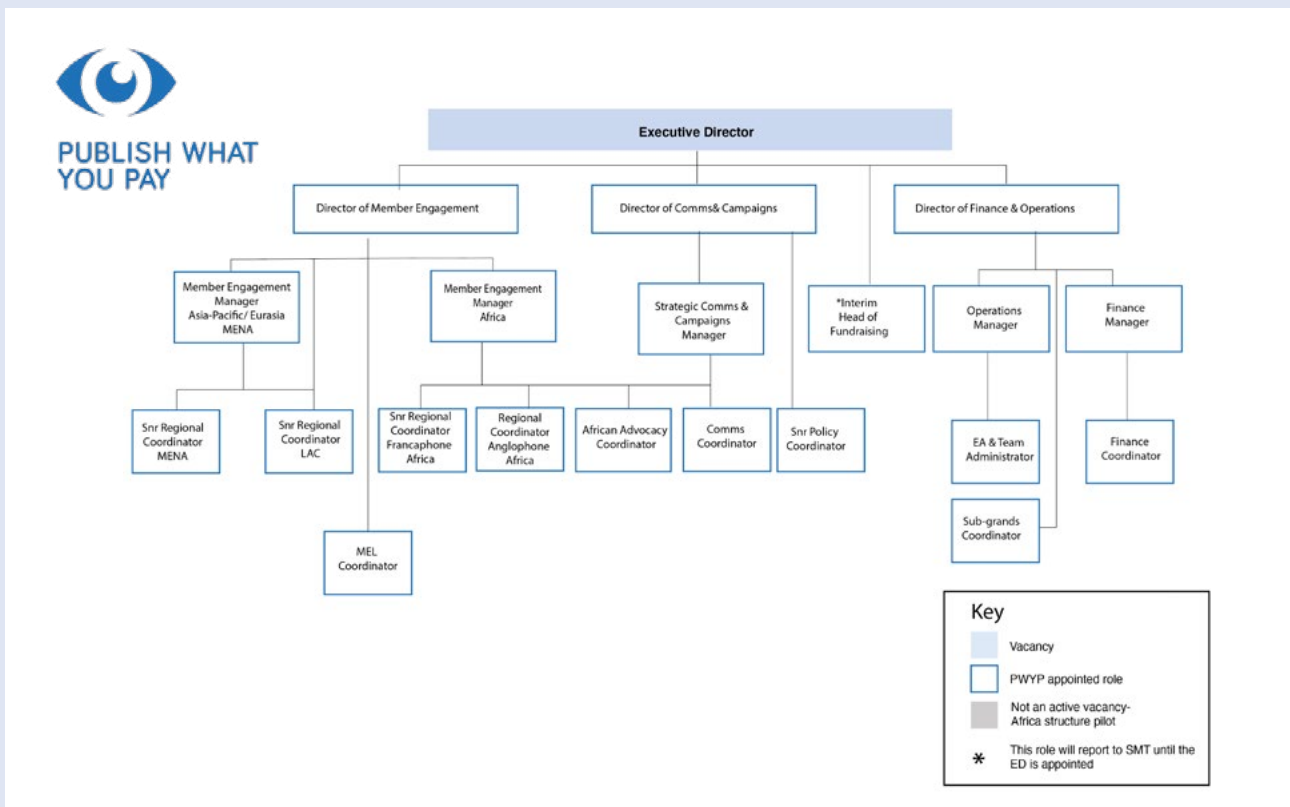 PUBLISH WHAT
YOU PAY
Executive Director
Director of Member Engagement
Director of Comms& Campaigns
Director of Finance & Operations
Member Engagement
Manager
Asia-Pacific/ Eurasia
MENA
Member Engagement
Manager
Africa
Strategic Comms &
Campaigns
Manager
*Interim
Head of
Fundraising
Operations
Manager
Finance
Manager
Snr Regional
Coordinator
MENA
Snr Regional
Coordinator
LAC
Snr Regional
Coordinator
Francaphone
Africa
Regional
Coordinator
Anglophone
Africa
African Advocacy
Coordinator
Comms
Coordinator
Snr Policy
Coordinator
EA & Team
Administrator
Finance
Coordinator
Sub-grands
Coordinator
MEL
Coordinator
Key
Vacancy
PWYP appointed role
Not an active vacancy-
Africa structure pilot
* This role will report to SMT until the
ED is appointed